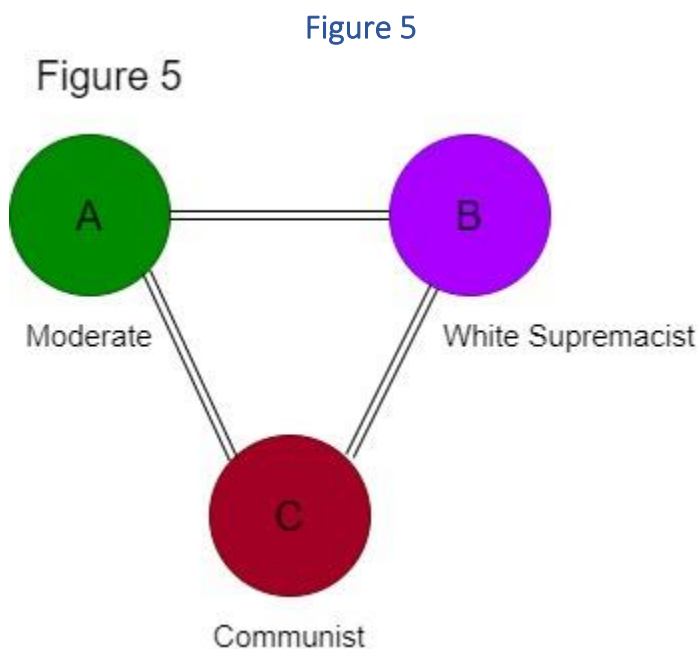 Figure 5
Figure 5
A
B
Moderate
White Supremacist
C
Communist